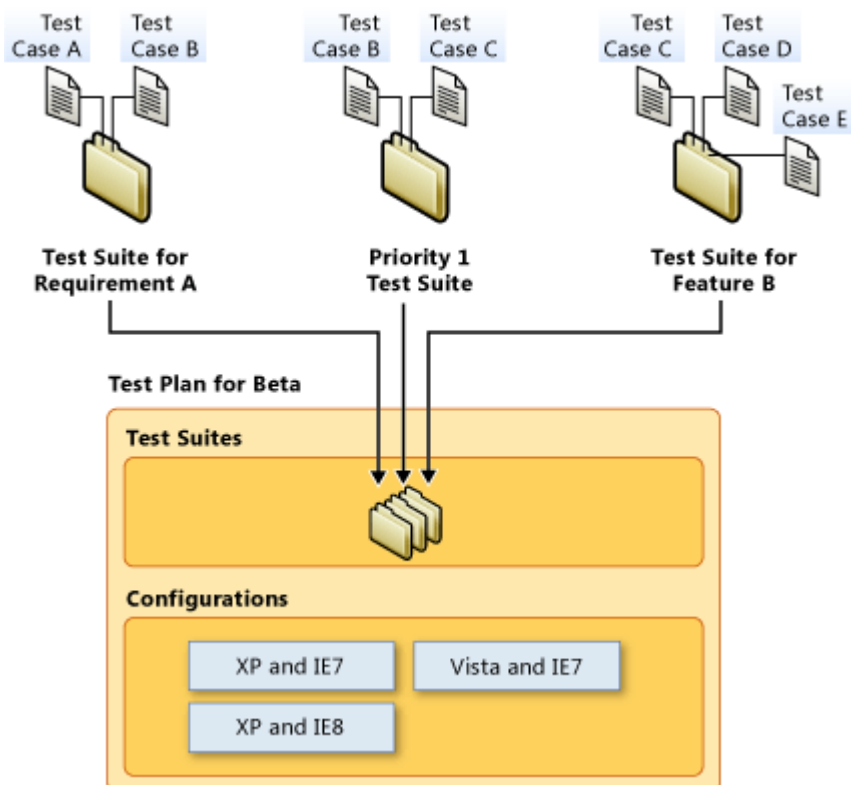 Test
Case A
Test
Case B
Test
Case B
Test
Case C
Test
Case C
Test
Case D
Test
Case E
Test Suite for
Requirement A
Priority 1
Test Suite
Test Suite for
Feature B
Test Plan for Beta
Test Suites
Configurations
XP and IE7
Vista and IE7
XP and IE8